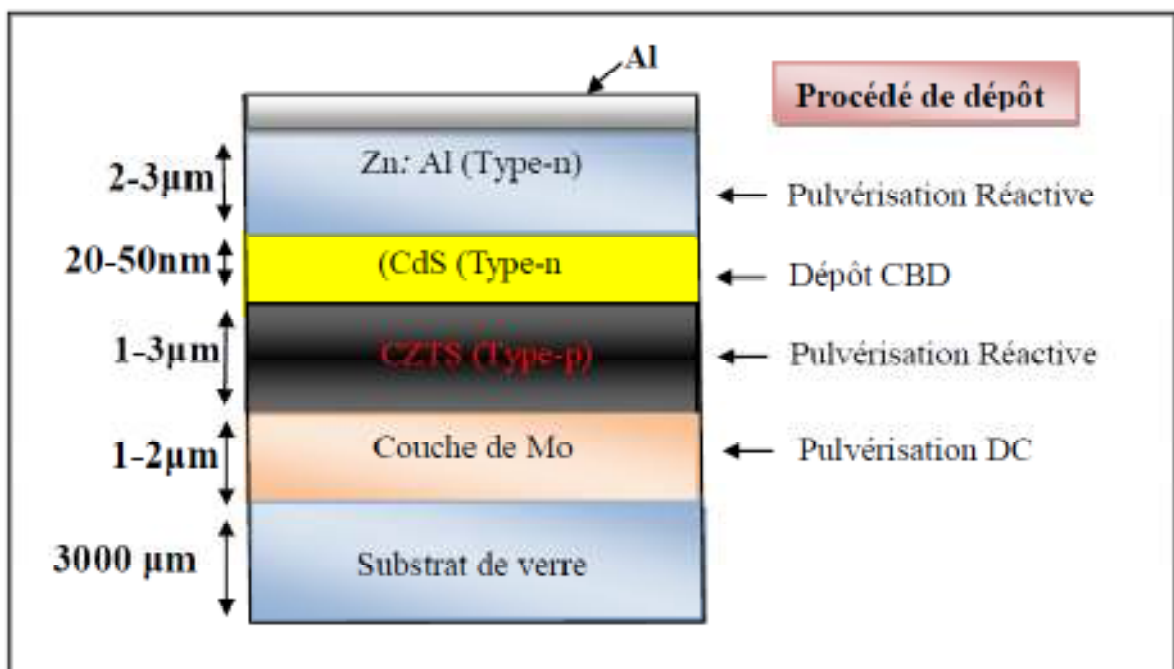 Al
Procédé de dépôt
2-3µm
Zn: Al (Type-n)
Pulvérisation Réactive
20-50nm
(CdS (Type-n
Dépôt CBD
1-3µm
CZTS (Type-p)
Pulvérisation Réactive
1-2µm
Couche de Mo
Pulvérisation DC
3000 µm
Substrat de verre